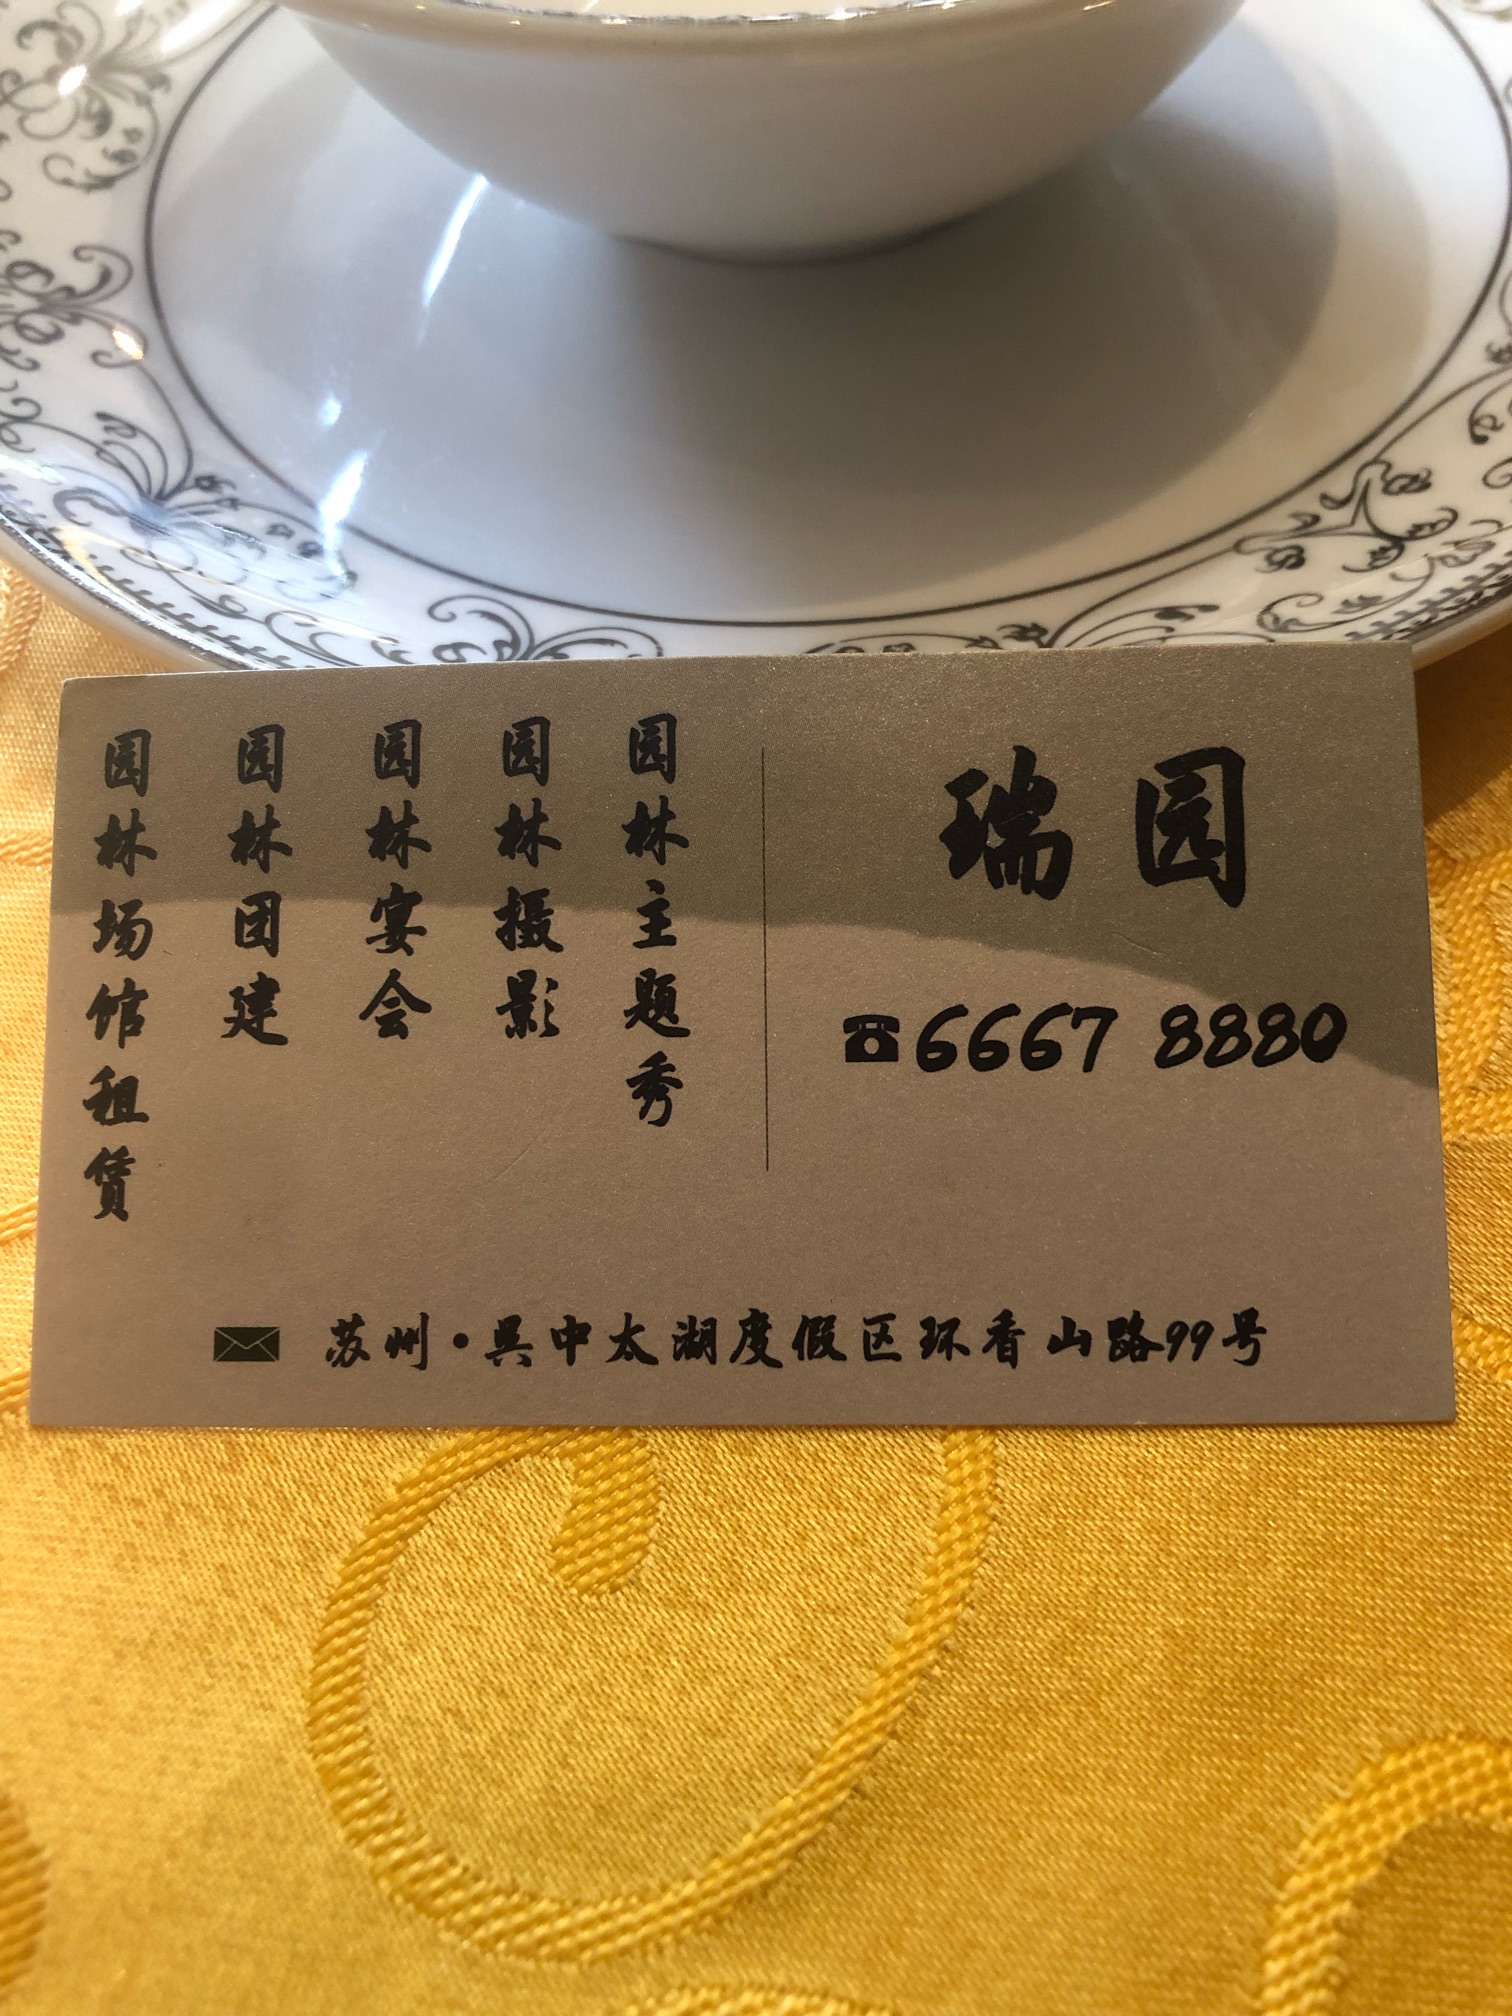 瑞园
☎6667 8880
园林主题秀
园林摄影
园林宴会
园林团建
园林场馆租赁
苏州·吴中太湖度假区环香山路99号